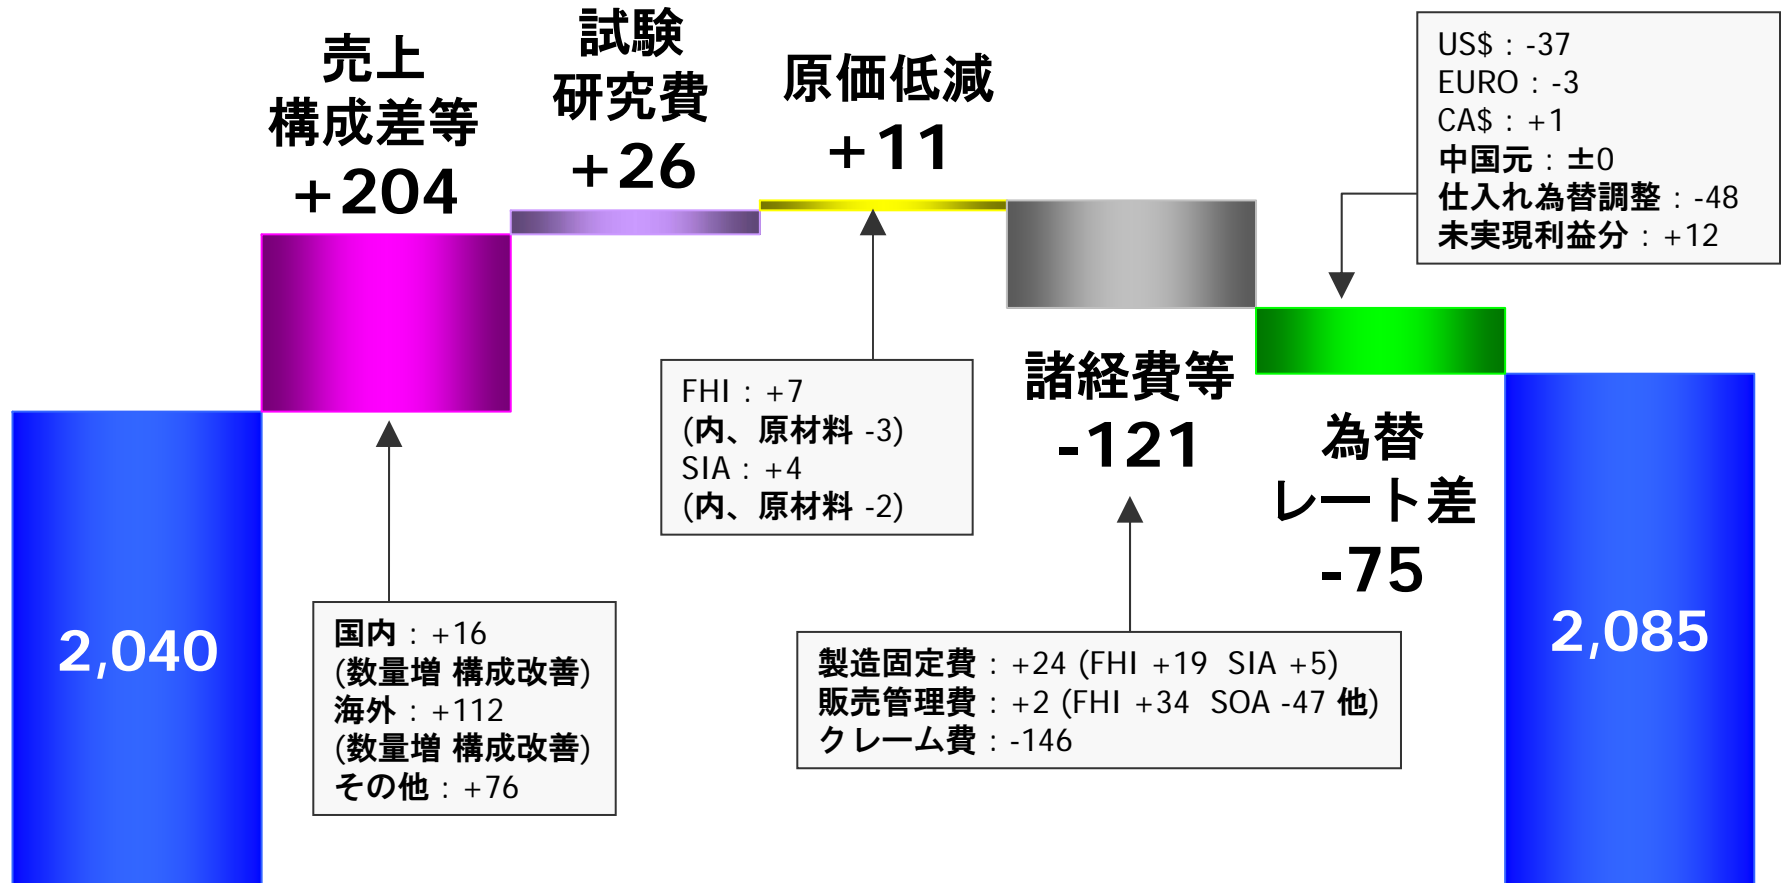 売上
構成差等
+204
試験
研究費
+26
原価低減
+11
US$ : -37
EURO : -3
CA$ : +1
中国元 : ±0
仕入れ為替調整 : -48
未実現利益分 : +12
FHI : +7
(内、原材料 -3)
SIA : +4
(内、原材料 -2)
諸経費等
-121
為替
レート差
-75
2,040
国内 : +16
(数量増 構成改善)
海外 : +112
(数量増 構成改善)
その他 : +76
製造固定費 : +24 (FHI +19 SIA +5)
販売管理費 : +2 (FHI +34 SOA -47 他)
クレーム費 : -146
2,085